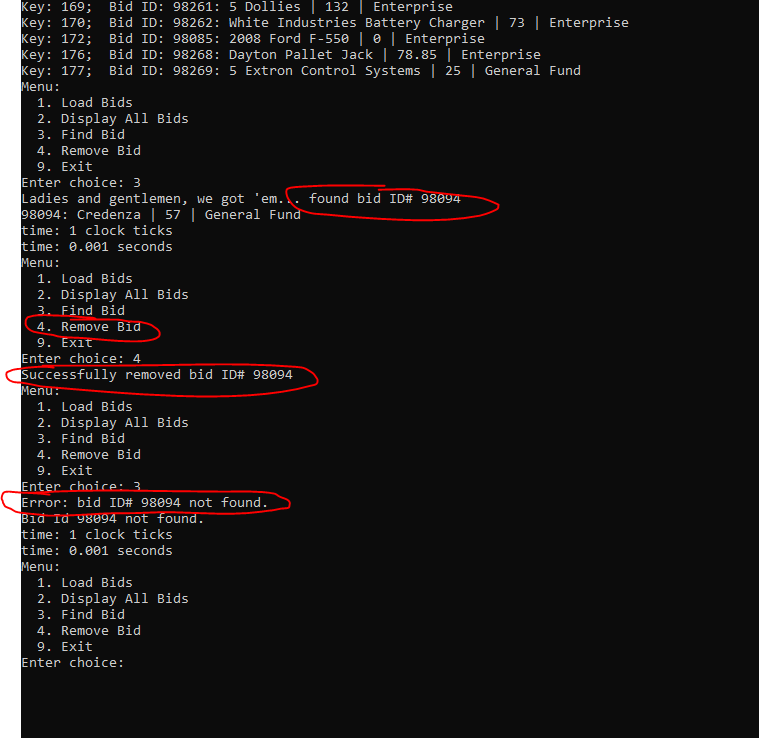 Key: 169;  Bid ID: 98261: 5 Dollies | 132 | Enterprise
Key: 170;  Bid ID: 98262: White Industries Battery Charger | 73 | Enterprise
Key: 172;  Bid ID: 98085: 2008 Ford F-550 | 0 | Enterprise
Key: 176;  Bid ID: 98268: Dayton Pallet Jack | 78.85 | Enterprise
Key: 177;  Bid ID: 98269: 5 Extron Control Systems | 25 | General Fund
Menu:
  1. Load Bids
  2. Display All Bids
  3. Find Bid
  4. Remove Bid
  9. Exit
Enter choice: 3
Ladies and gentlemen, we got 'em... found bid ID# 98094
98094: Credenza | 57 | General Fund
time: 1 clock ticks
time: 0.001 seconds
Menu:
  1. Load Bids
  2. Display All Bids
  3. Find Bid
  4. Remove Bid
  9. Exit
Enter choice: 4
Successfully removed bid ID# 98094
Menu:
  1. Load Bids
  2. Display All Bids
  3. Find Bid
  4. Remove Bid
  9. Exit
Enter choice: 3
Error: bid ID# 98094 not found.
Bid Id 98094 not found.
time: 1 clock ticks
time: 0.001 seconds
Menu:
  1. Load Bids
  2. Display All Bids
  3. Find Bid
  4. Remove Bid
  9. Exit
Enter choice: